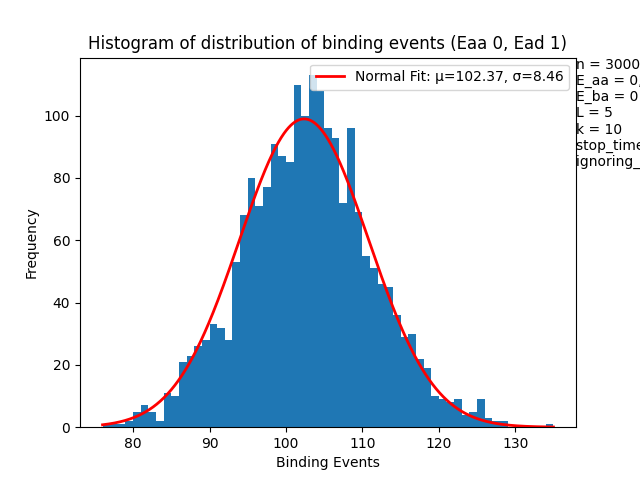 Histogram of distribution of binding events (Eaa 0, Ead 1)
Normal Fit: μ=102.37, σ=8.46
n = 3000
E_aa = 0,
E_ba = 0
L = 5
k = 10
stop_time
ignoring_
Frequency
0
20
40
60
80
100
80 90 100 110 120 130
Binding Events